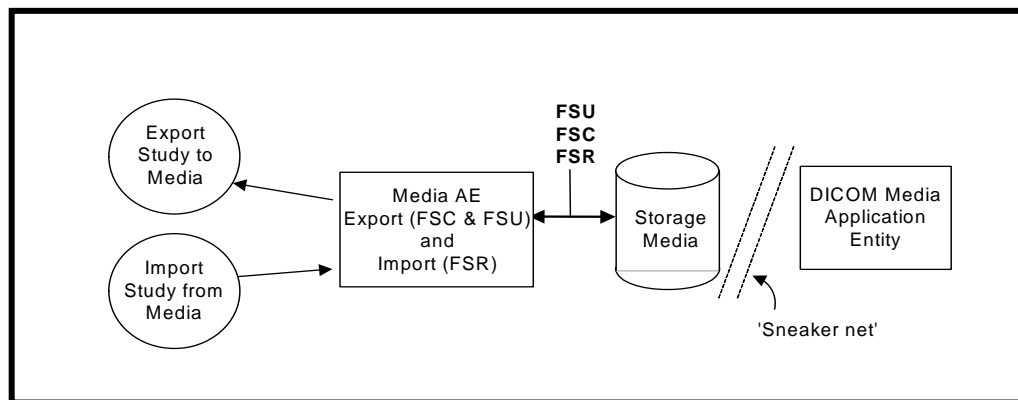 Export
Study to
Media
Import
Study from
Media
Media AE
Export (FSC & FSU)
and
Import (FSR)
FSU
FSC
FSR
Storage
Media
DICOM Media
Application
Entity
'Sneaker net'